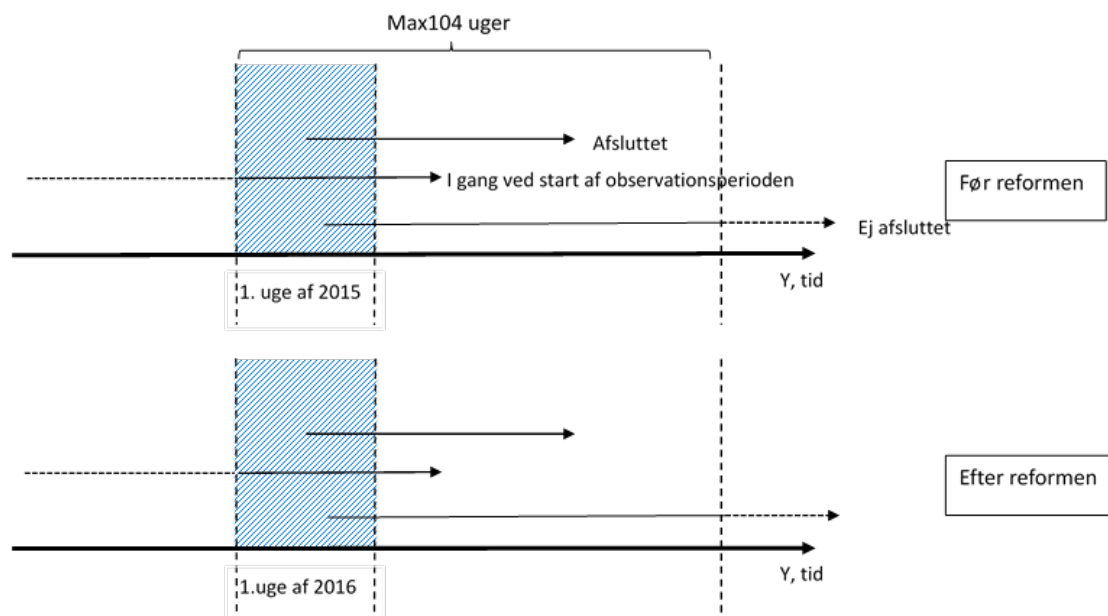 Max104 uger
Afsluttet
I gang ved start af observationsperioden
Før reformen
Ej afsluttet
Y, tid
1. uge af 2015
Efter reformen
Y, tid
1.uge af 2016